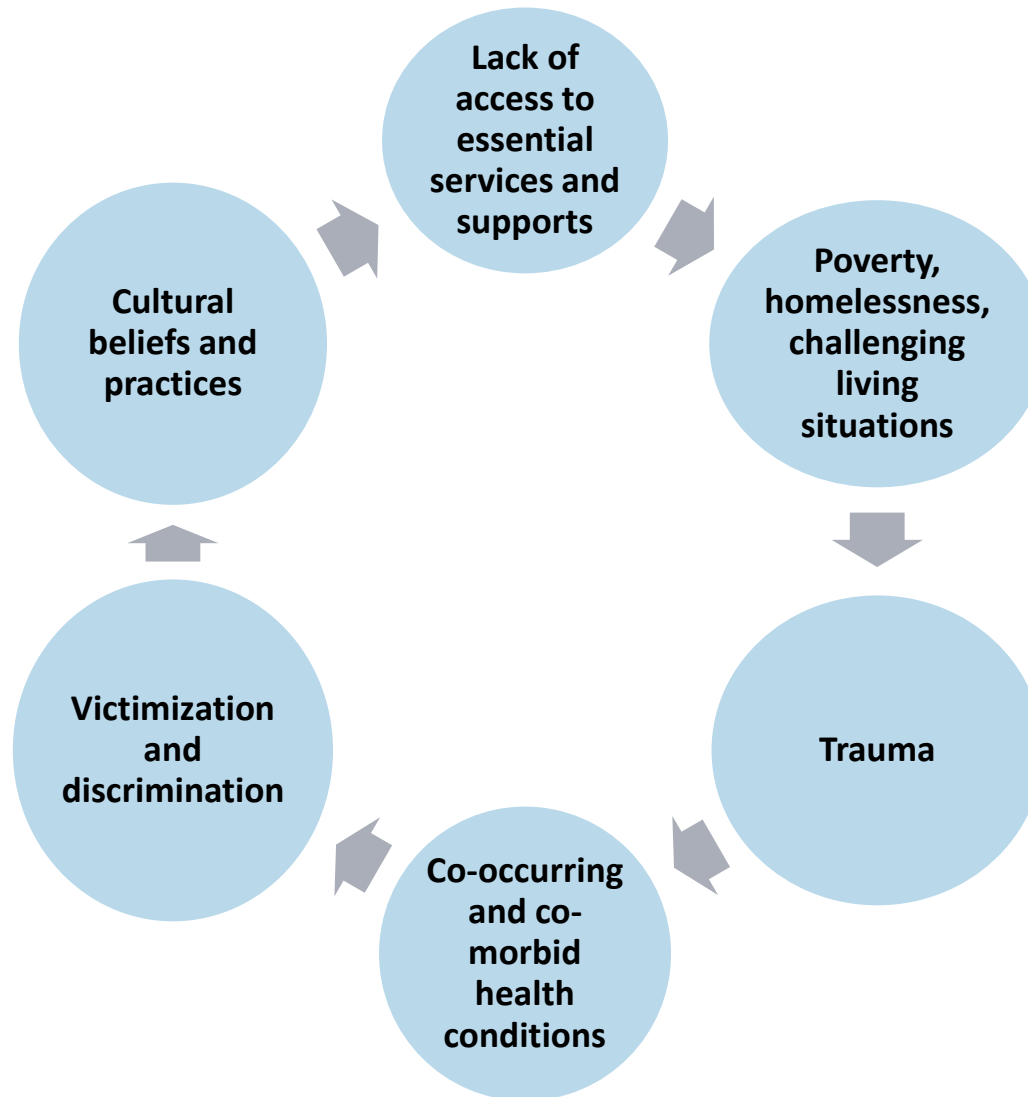 Lack of
access to
essential
services and
supports
Poverty,
homelessness,
challenging
living
situations
Trauma
Co-occurring
and co-
morbid
health
conditions
Victimization
and
discrimination
Cultural
beliefs and
practices